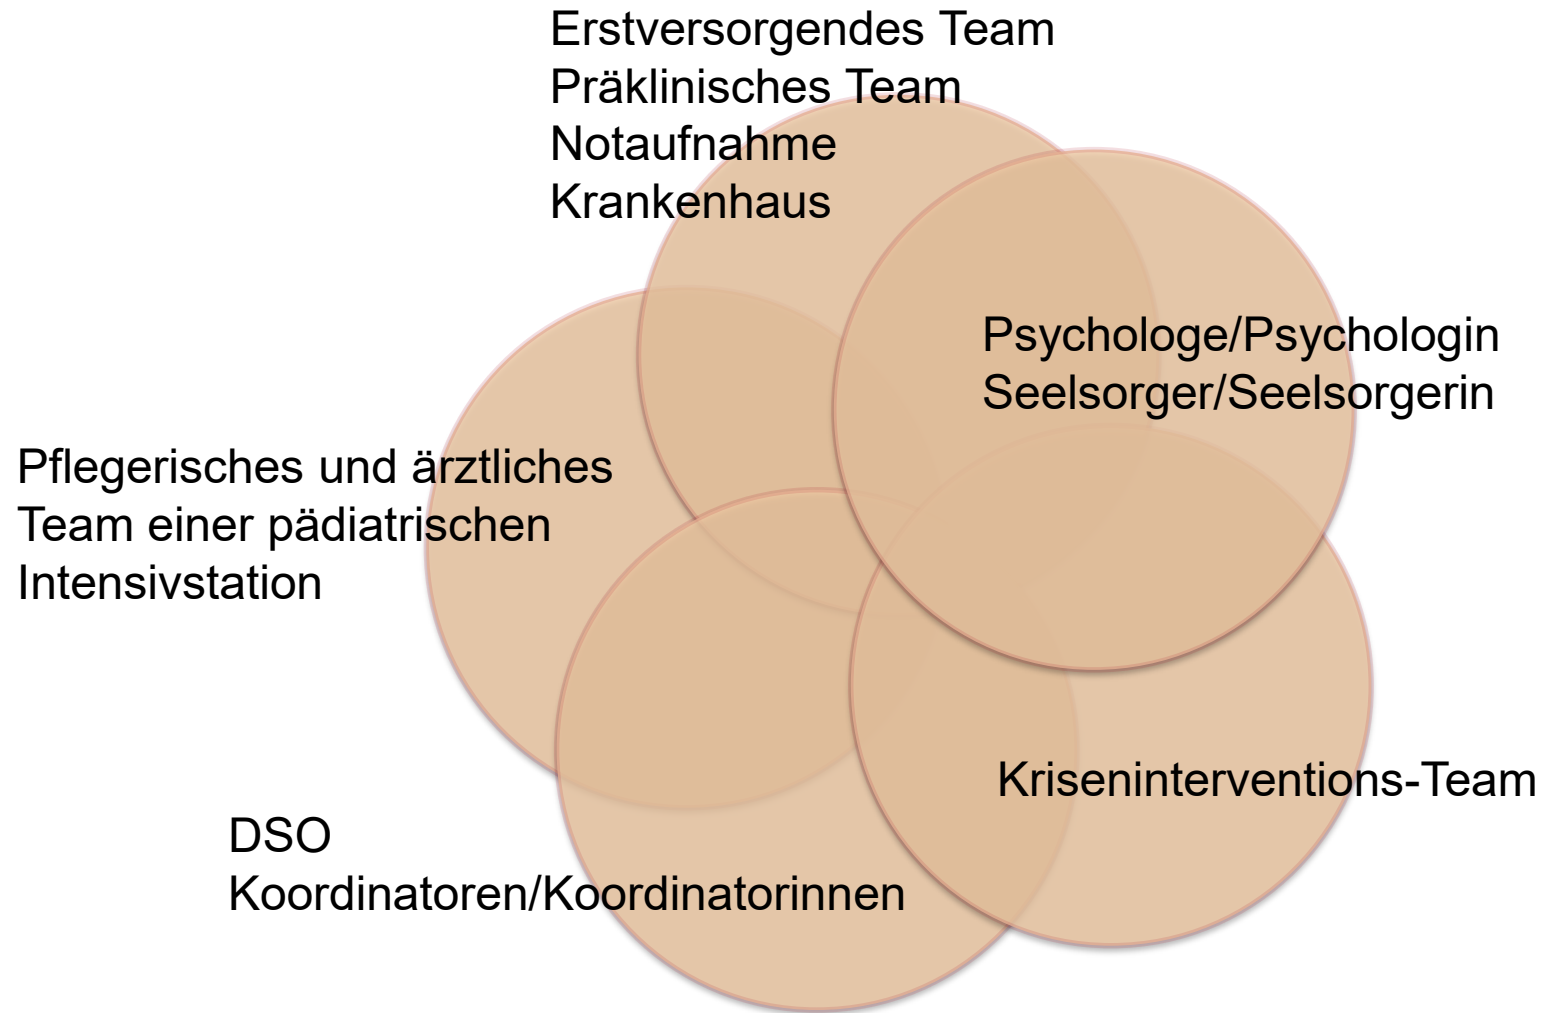 Erstversorgendes Team
Präklinisches Team
Notaufnahme
Krankenhaus
Psychologe/Psychologin
Seelsorger/Seelsorgerin
Pflegerisches und ärztliches
Team einer pädiatrischen
Intensivstation
Kriseninterventions-Team
DSO
Koordinatoren/Koordinatorinnen